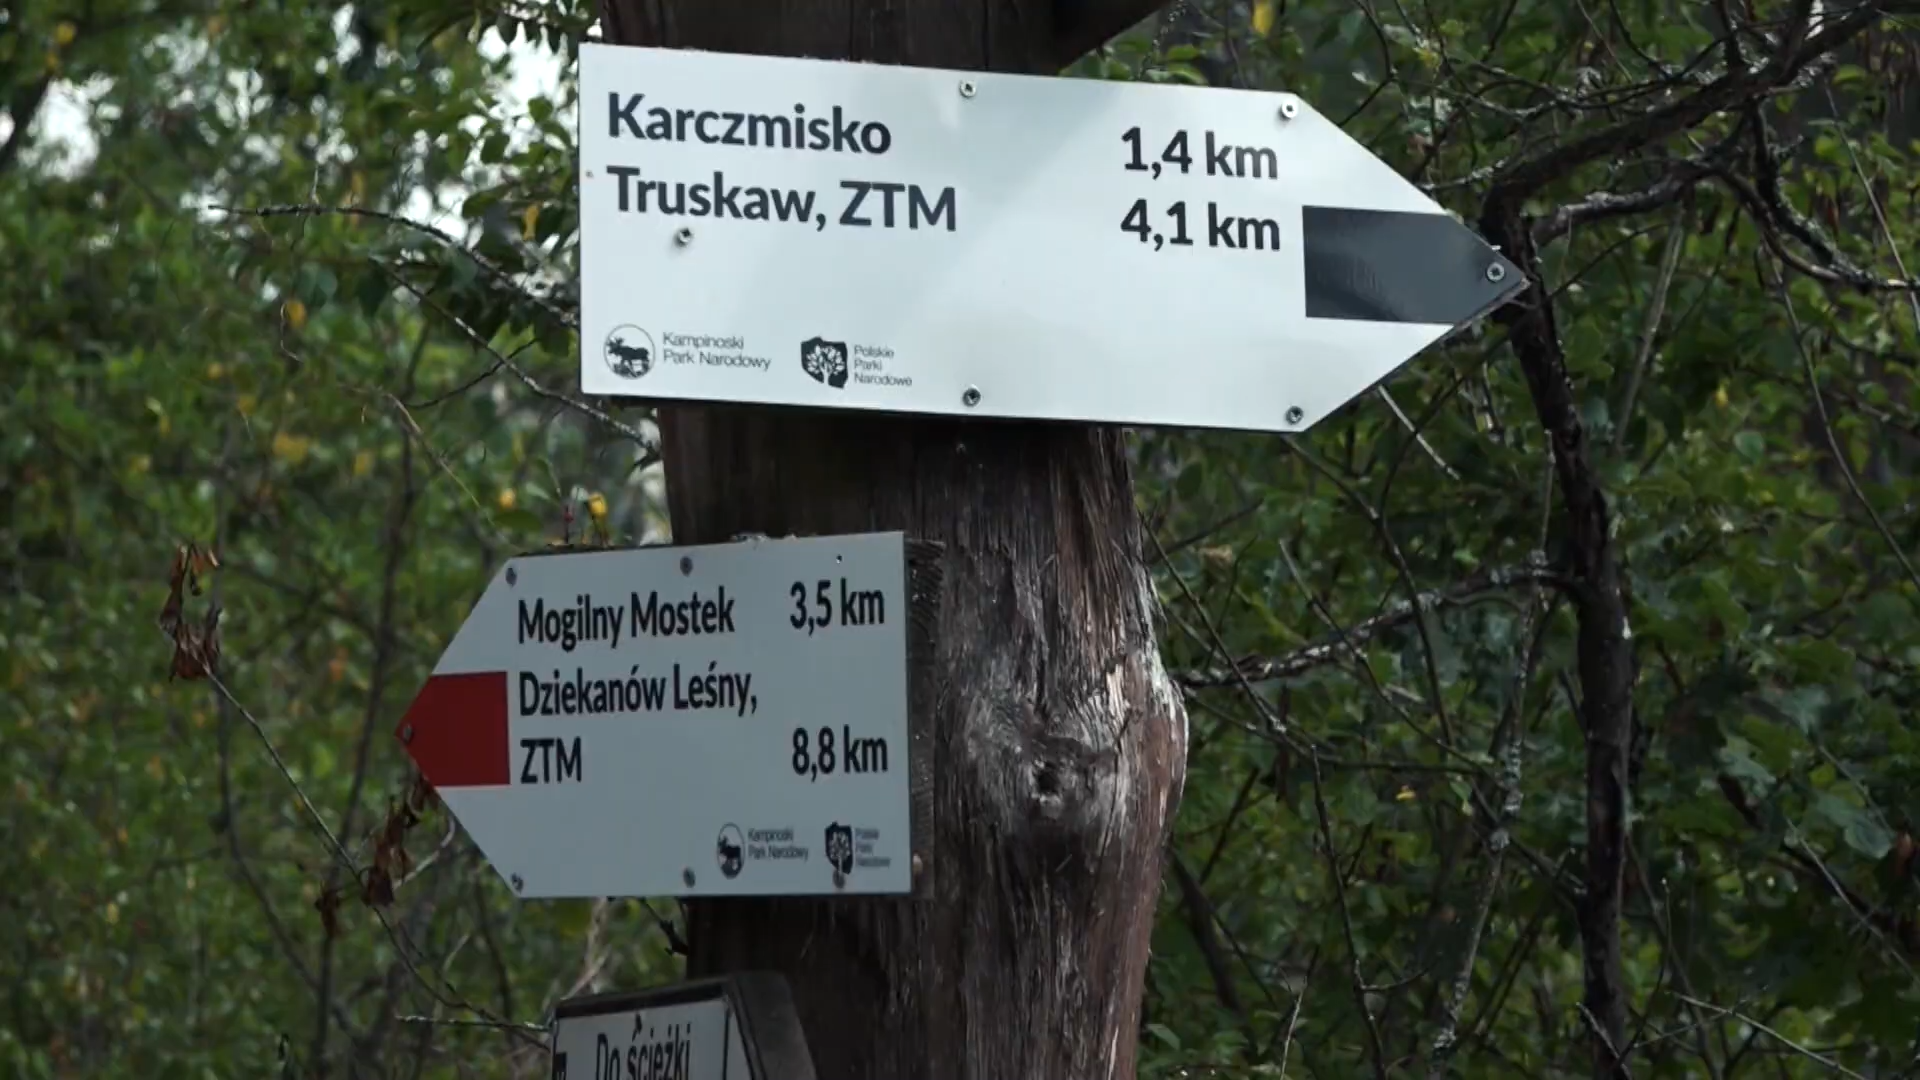 Karczmisko 1,4 km
Truskaw, ZTM 4,1 km
Kampinoski
Park Narodowy
Polskie
Parki
Narodowe
Mogilny Mostek 3,5 km
Dziekanów Leśny,
ZTM 8,8 km
Kampinoski
Park Narodowy
Polskie
Parki
Narodowe
Do ścieżki